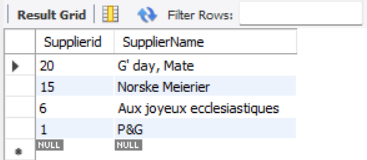 Result Grid Filter Rows:
Supplierid SupplierName
20 G' day, Mate
15 Norske Meierier
6 Aux joyeux ecclesiastiques
1 P&G
NULL NULL